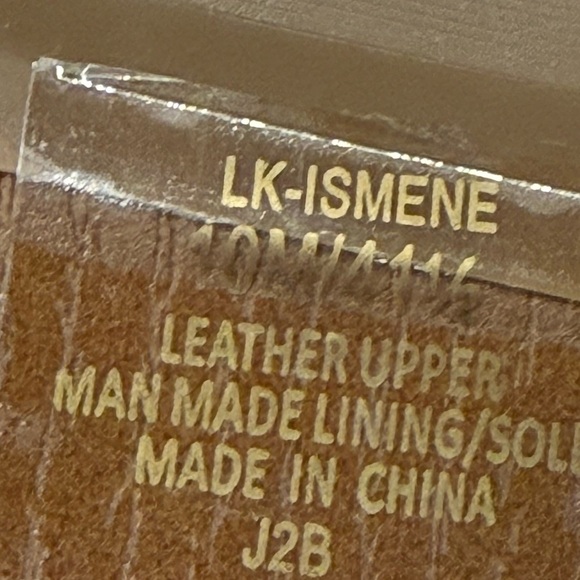 LK-ISMENE
LEATHER UPPER
MAN MADE LINING/SOL
MADE IN CHINA
J2B